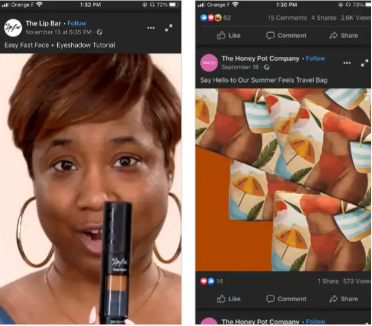 Orange F
1:32 PM
72%
The Lip Bar • Follow
November 13 at 5:35 PM
Easy Fast Face + Eyeshadow Tutorial
Orange F
1:30 PM
73%
62
15 Comments 4 Shares 2.6K Views
Like Comment Share
The Honey Pot Company • Follow
September 18
Say Hello to Our Summer Feels Travel Bag
14
1 Share 573 Views
Like Comment Share
The Honey Pot Company • Follow